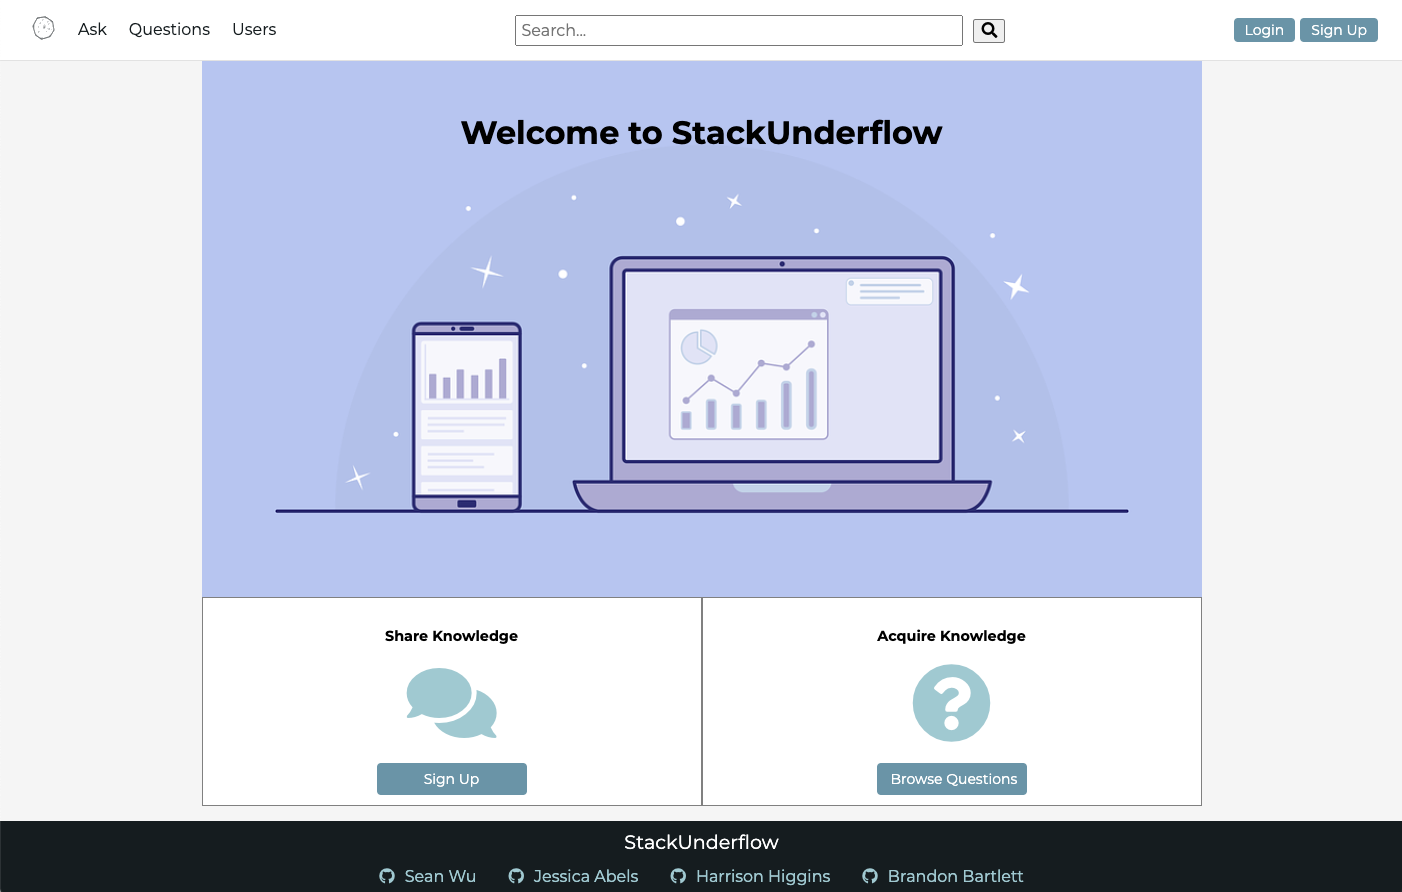 Ask Questions Users Search... Login Sign Up
Welcome to StackUnderflow
Share Knowledge Acquire Knowledge
Sign Up Browse Questions
StackUnderflow
Sean Wu Jessica Abels Harrison Higgins Brandon Bartlett